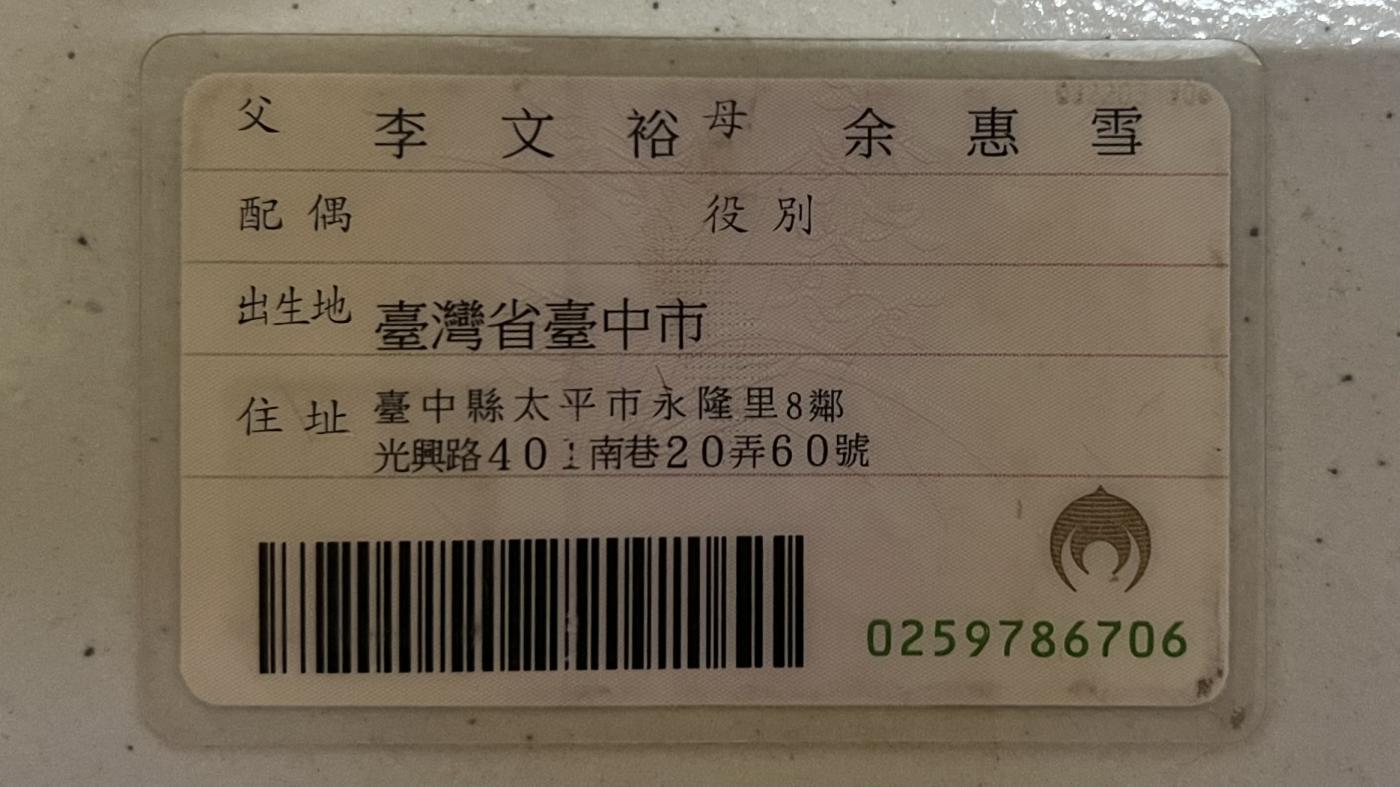 父 李文裕 母 余惠雪
配偶 役別
出生地 臺灣省臺中市
住址 臺中縣太平市永隆里8鄰
光興路401南巷20弄60號
0259786706